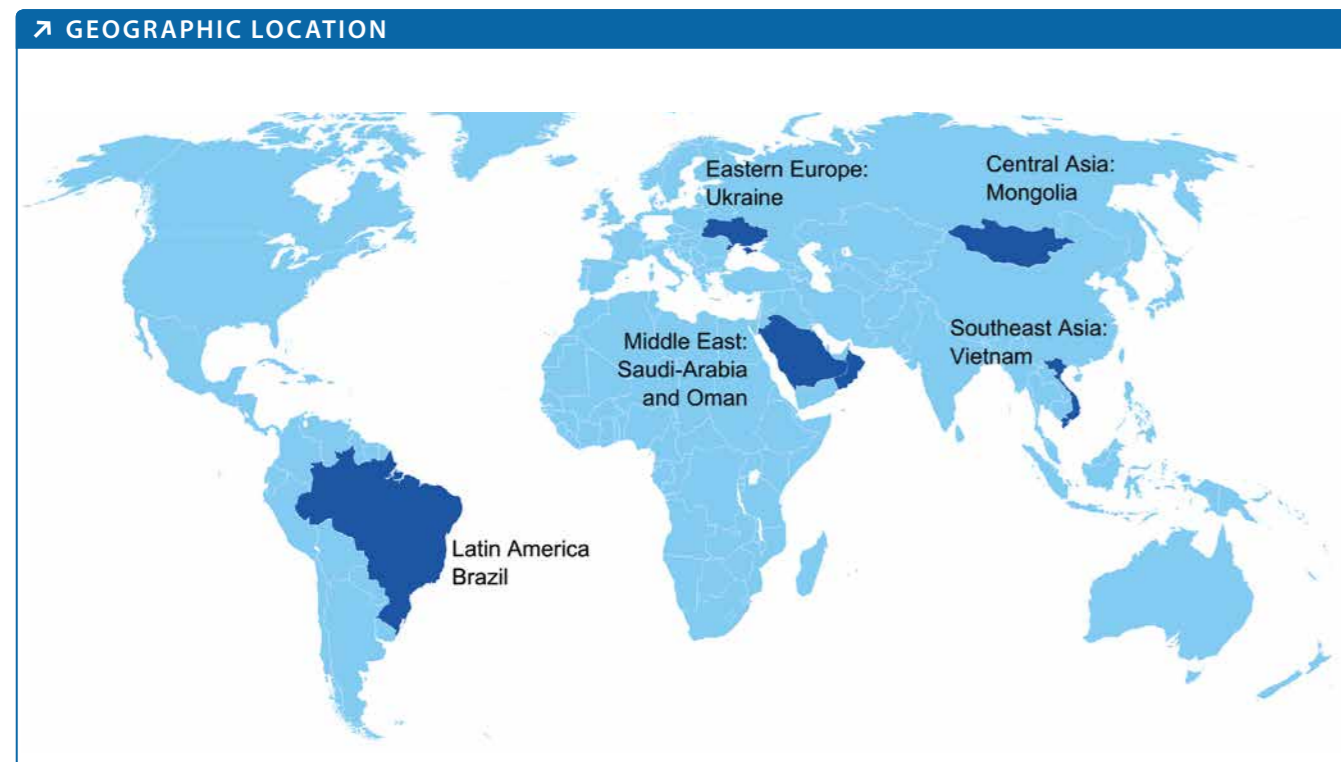 GEOGRAPHIC LOCATION
Eastern Europe:
Ukraine
Central Asia:
Mongolia
Middle East:
Saudi-Arabia
and Oman
Southeast Asia:
Vietnam
Latin America
Brazil